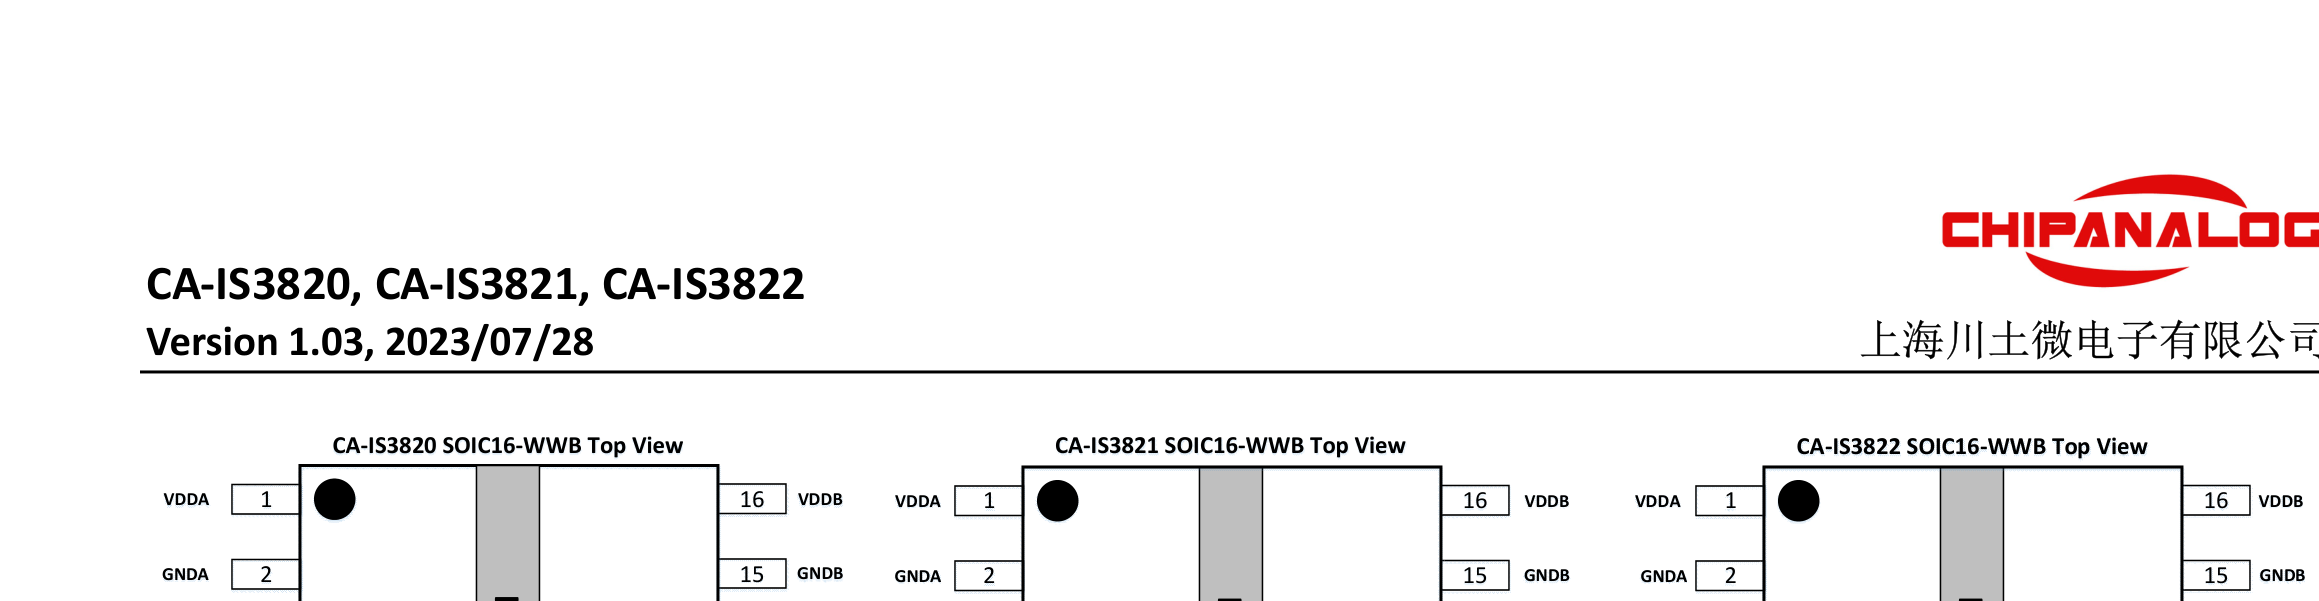 CHIPANALOG
CA-IS3820, CA-IS3821, CA-IS3822
Version 1.03, 2023/07/28
上海川土微电子有限公司
CA-IS3820 SOIC16-WWB Top View
CA-IS3821 SOIC16-WWB Top View
CA-IS3822 SOIC16-WWB Top View
VDDA 1 16 VDDB
VDDA 1 16 VDDB
VDDA 1 16 VDDB
GNDA 2 15 GNDB
GNDA 2 15 GNDB
GNDA 2 15 GNDB